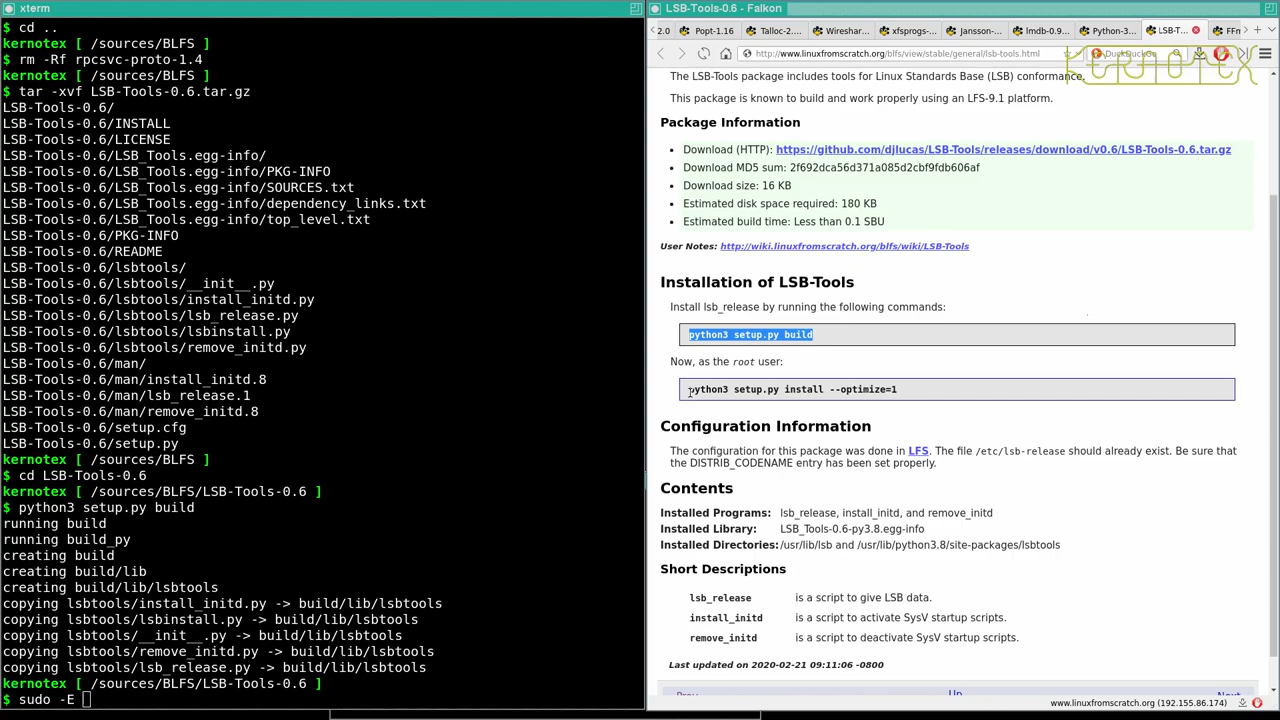 xterm
$ cd ..
kernotex [ /sources/BLFS ]
$ rm -Rf rpcsvc-proto-1.4
kernotex [ /sources/BLFS ]
$ tar -xvf LSB-Tools-0.6.tar.gz
LSB-Tools-0.6/
LSB-Tools-0.6/INSTALL
LSB-Tools-0.6/LICENSE
LSB-Tools-0.6/LSB_Tools.egg-info/
LSB-Tools-0.6/LSB_Tools.egg-info/PKG-INFO
LSB-Tools-0.6/LSB_Tools.egg-info/SOURCES.txt
LSB-Tools-0.6/LSB_Tools.egg-info/dependency_links.txt
LSB-Tools-0.6/LSB_Tools.egg-info/top_level.txt
LSB-Tools-0.6/PKG-INFO
LSB-Tools-0.6/README
LSB-Tools-0.6/lsbtools/
LSB-Tools-0.6/lsbtools/__init__.py
LSB-Tools-0.6/lsbtools/install_initd.py
LSB-Tools-0.6/lsbtools/lsb_release.py
LSB-Tools-0.6/lsbtools/lsbinstall.py
LSB-Tools-0.6/lsbtools/remove_initd.py
LSB-Tools-0.6/man/
LSB-Tools-0.6/man/install_initd.8
LSB-Tools-0.6/man/lsb_release.1
LSB-Tools-0.6/man/remove_initd.8
LSB-Tools-0.6/setup.cfg
LSB-Tools-0.6/setup.py
kernotex [ /sources/BLFS ]
$ cd LSB-Tools-0.6
kernotex [ /sources/BLFS/LSB-Tools-0.6 ]
$ python3 setup.py build
running build
running build_py
creating build
creating build/lib
creating build/lib/lsbtools
copying lsbtools/install_initd.py -> build/lib/lsbtools
copying lsbtools/lsbinstall.py -> build/lib/lsbtools
copying lsbtools/__init__.py -> build/lib/lsbtools
copying lsbtools/remove_initd.py -> build/lib/lsbtools
copying lsbtools/lsb_release.py -> build/lib/lsbtools
kernotex [ /sources/BLFS/LSB-Tools-0.6 ]
$ sudo -E
LSB-Tools-0.6 - Falkon
2.0 Popt-1.16 Talloc-2.... Wireshar... xfsprogs-... Jansson-... lmdb-0.9... Python-3... LST-... FFm
http://www.linuxfromscratch.org/blfs/view/stable/general/lsb-tools.html DuckDuckGo
KERNOTEX
The LSB-Tools package includes tools for Linux Standards Base (LSB) conformance.
This package is known to build and work properly using an LFS-9.1 platform.
Package Information
Download (HTTP): https://github.com/djlucas/LSB-Tools/releases/download/v0.6/LSB-Tools-0.6.tar.gz
Download MD5 sum: 2f692dca56d371a085d2cbf9fdb606af
Download size: 16 KB
Estimated disk space required: 180 KB
Estimated build time: Less than 0.1 SBU
User Notes: http://wiki.linuxfromscratch.org/blfs/wiki/LSB-Tools
Installation of LSB-Tools
Install lsb_release by running the following commands:
python3 setup.py build
Now, as the root user:
python3 setup.py install --optimize=1
Configuration Information
The configuration for this package was done in LFS. The file /etc/lsb-release should already exist. Be sure that
the DISTRIB_CODENAME entry has been set properly.
Contents
Installed Programs: lsb_release, install_initd, and remove_initd
Installed Library: LSB_Tools-0.6-py3.8.egg-info
Installed Directories: /usr/lib/lsb and /usr/lib/python3.8/site-packages/lsbtools
Short Descriptions
lsb_release is a script to give LSB data.
install_initd is a script to activate SysV startup scripts.
remove_initd is a script to deactivate SysV startup scripts.
Last updated on 2020-02-21 09:11:06 -0800
Prev Up Next
www.linuxfromscratch.org (192.155.86.174)